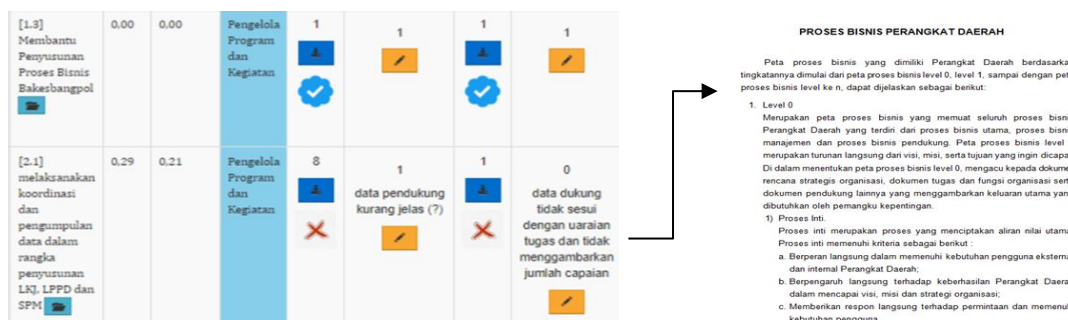 [1.3]
Membantu
Penyusunan
Proses Bisnis
Bakesbangpol
0,00
0,00
Pengelola
Program
dan
Kegiatan
1
1
1
1
[2.1]
melaksanakan
koordinasi
dan
pengumpulan
data dalam
rangka
penyusunan
LKJ, LPPD dan
SPM
0,29
0,21
Pengelola
Program
dan
Kegiatan
8
1
data pendukung
kurang jelas (?)
1
0
data dukung
tidak sesui
dengan uaraian
tugas dan tidak
menggambarkan
jumlah capaian
PROSES BISNIS PERANGKAT DAERAH
Peta proses bisnis yang dimiliki Perangkat Daerah berdasarka
tingkatannya dimulai dari peta proses bisnis level 0, level 1, sampai dengan pet
proses bisnis level ke n, dapat dijelaskan sebagai berikut:
1. Level 0
Merupakan peta proses bisnis yang memuat seluruh proses bisni
Perangkat Daerah yang terdiri dari proses bisnis utama, proses bisni
manajemen dan proses bisnis pendukung. Peta proses bisnis level
merupakan turunan langsung dari visi, misi, serta tujuan yang ingin dicapa
Di dalam menentukan peta proses bisnis level 0, mengacu kepada dokume
rencana strategis organisasi, dokumen tugas dan fungsi organisasi sert
dokumen pendukung lainnya yang menggambarkan keluaran utama yan
dibutuhkan oleh pemangku kepentingan.
1) Proses Inti.
Proses inti merupakan proses yang menciptakan aliran nilai utama
Proses inti memenuhi kriteria sebagai berikut :
a. Berperan langsung dalam memenuhi kebutuhan pengguna eksterna
dan internal Perangkat Daerah;
b. Berpengaruh langsung terhadap keberhasilan Perangkat Daera
dalam mencapai visi, misi dan strategi organisasi;
c. Memberikan respon langsung terhadap permintaan dan memenuh
kebutuhan pengguna